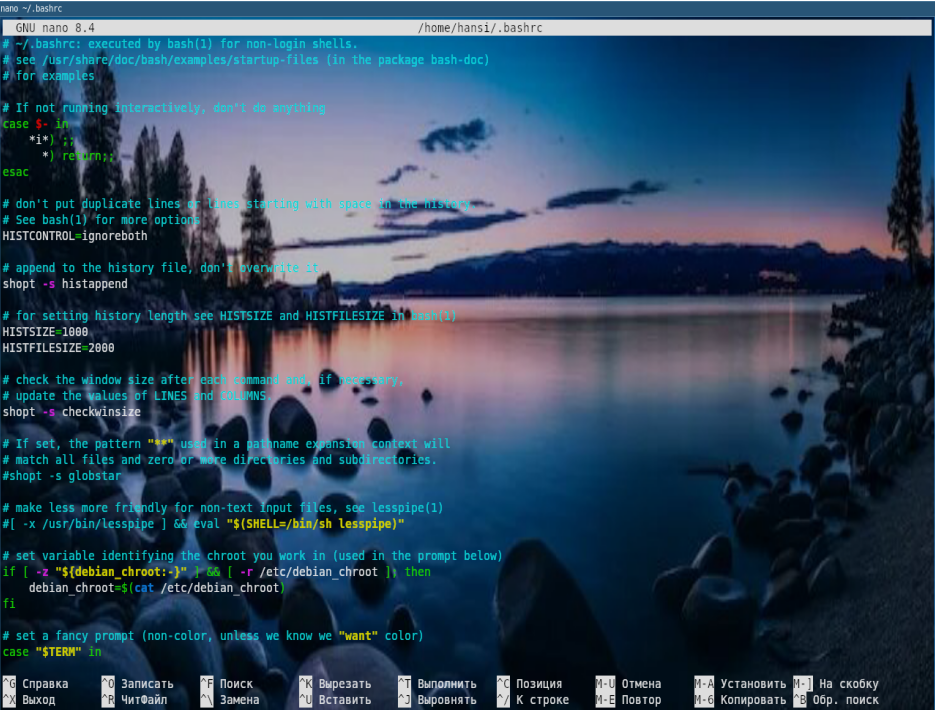 nano ~/.bashrc
GNU nano 8.4 /home/hansi/.bashrc
# ~/.bashrc: executed by bash(1) for non-login shells.
# see /usr/share/doc/bash/examples/startup-files (in the package bash-doc)
# for examples
# If not running interactively, don't do anything
case $- in
    *i*) ;;
      *) return;;
esac
# don't put duplicate lines or lines starting with space in the history.
# See bash(1) for more options
HISTCONTROL=ignoreboth
# append to the history file, don't overwrite it
shopt -s histappend
# for setting history length see HISTSIZE and HISTFILESIZE in bash(1)
HISTSIZE=1000
HISTFILESIZE=2000
# check the window size after each command and, if necessary,
# update the values of LINES and COLUMNS.
shopt -s checkwinsize
# If set, the pattern "**" used in a pathname expansion context will
# match all files and zero or more directories and subdirectories.
#shopt -s globstar
# make less more friendly for non-text input files, see lesspipe(1)
#[ -x /usr/bin/lesspipe ] && eval "$(SHELL=/bin/sh lesspipe)"
# set variable identifying the chroot you work in (used in the prompt below)
if [ -z "${debian_chroot:-}" ] && [ -r /etc/debian_chroot ]; then
    debian_chroot=$(cat /etc/debian_chroot)
fi
# set a fancy prompt (non-color, unless we know we "want" color)
case "$TERM" in
^G Справка ^O Записать ^F Поиск ^K Вырезать ^T Выполнить ^C Позиция M-U Отмена M-A Установить M-] На скобку
^X Выход ^R ЧитФайл ^\ Замена ^U Вставить ^J Выровнять ^/ К строке M-E Повтор M-6 Копировать ^B Обр. поиск